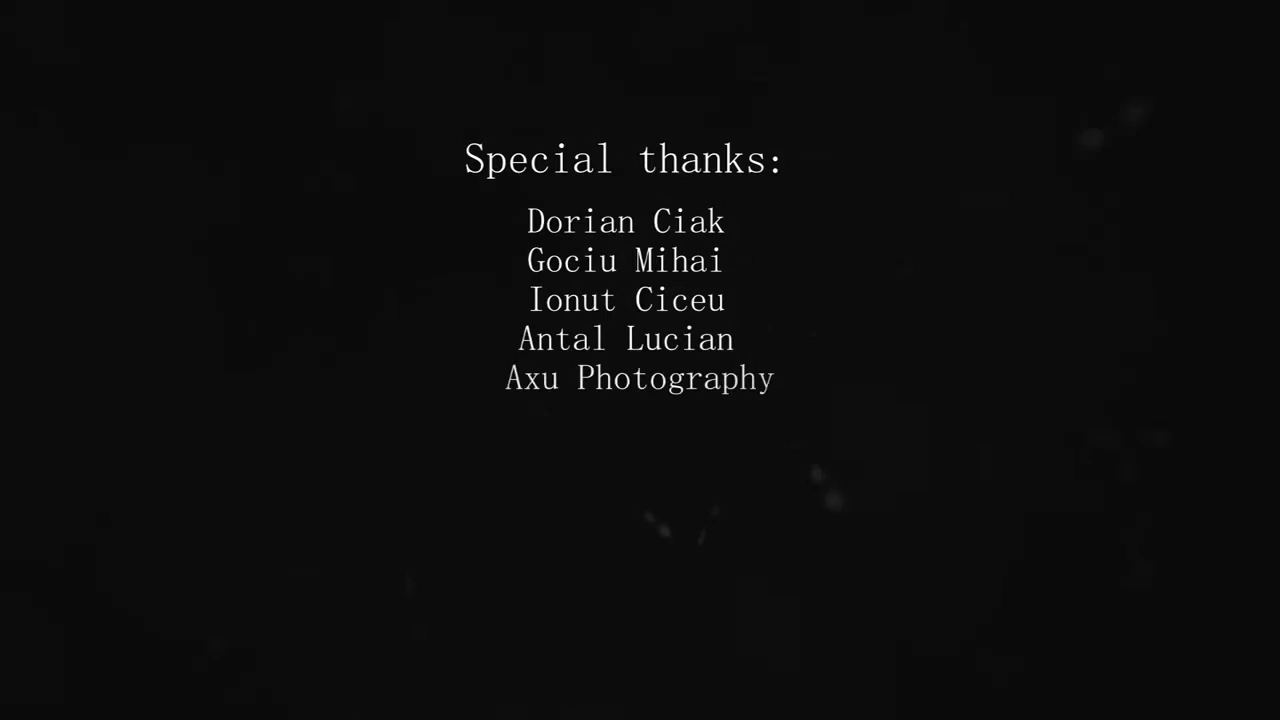 Special thanks:
Dorian Ciak
Gociu Mihai
Ionut Ciceu
Antal Lucian
Axu Photography